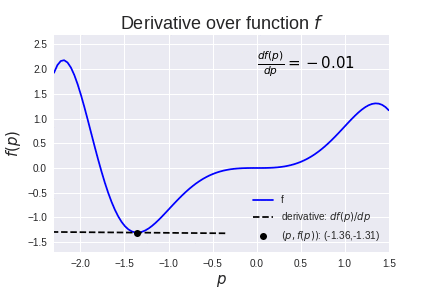 Derivative over function f
df(p)/dp = −0.01
f(p)
2.5
2.0
1.5
1.0
0.5
0.0
−0.5
−1.0
−1.5
f
derivative: df(p)/dp
(p, f(p)): (-1.36,-1.31)
−2.0 −1.5 −1.0 −0.5 0.0 0.5 1.0 1.5
p